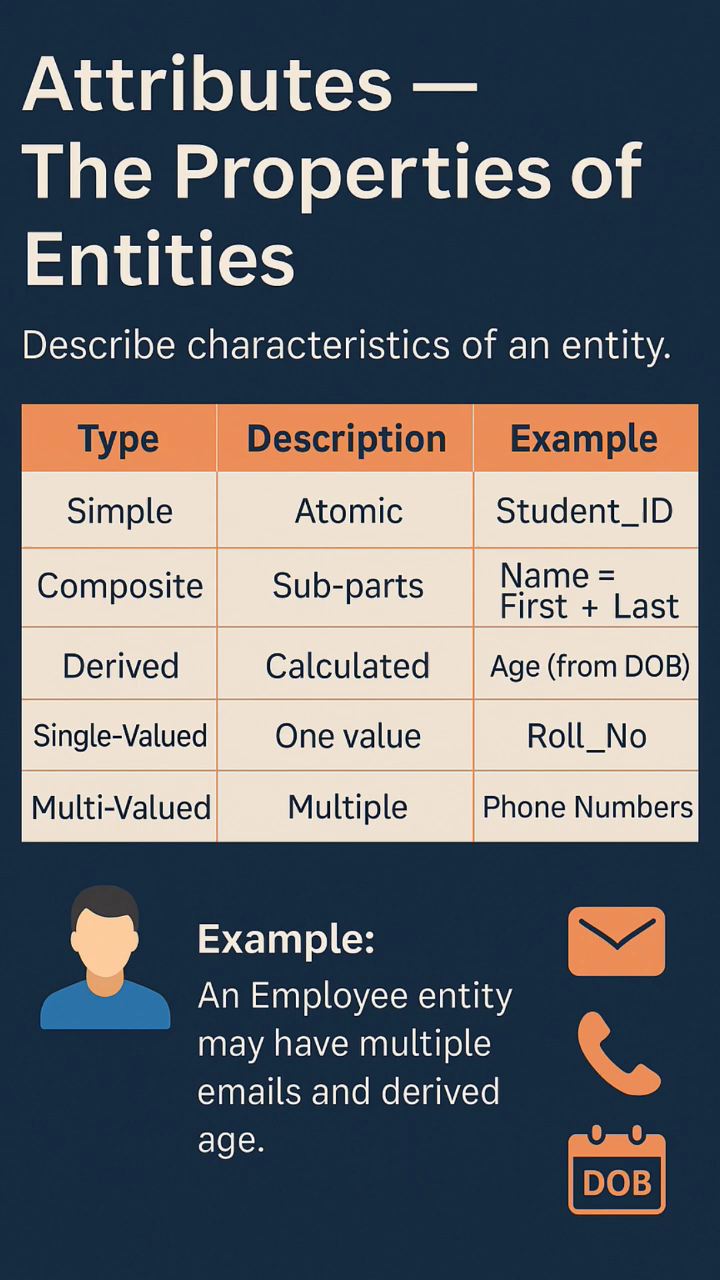 Attributes —
The Properties of
Entities
Describe characteristics of an entity.
Type Description Example
Simple Atomic Student_ID
Composite Sub-parts Name =
First + Last
Derived Calculated Age (from DOB)
Single-Valued One value Roll_No
Multi-Valued Multiple Phone Numbers
Example:
An Employee entity
may have multiple
emails and derived
age.
DOB